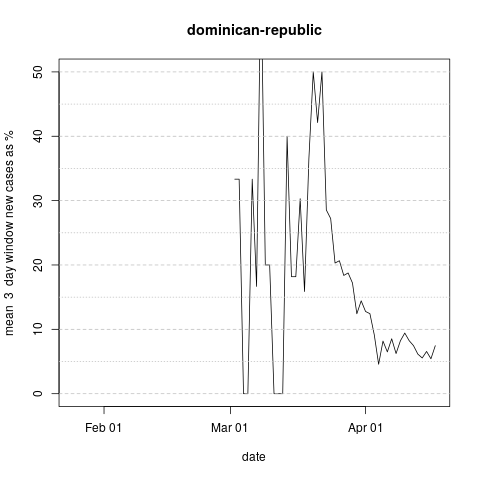 dominican-republic
mean  3  day window new cases as %
50
40
30
20
10
0
Feb 01
Mar 01
Apr 01
date